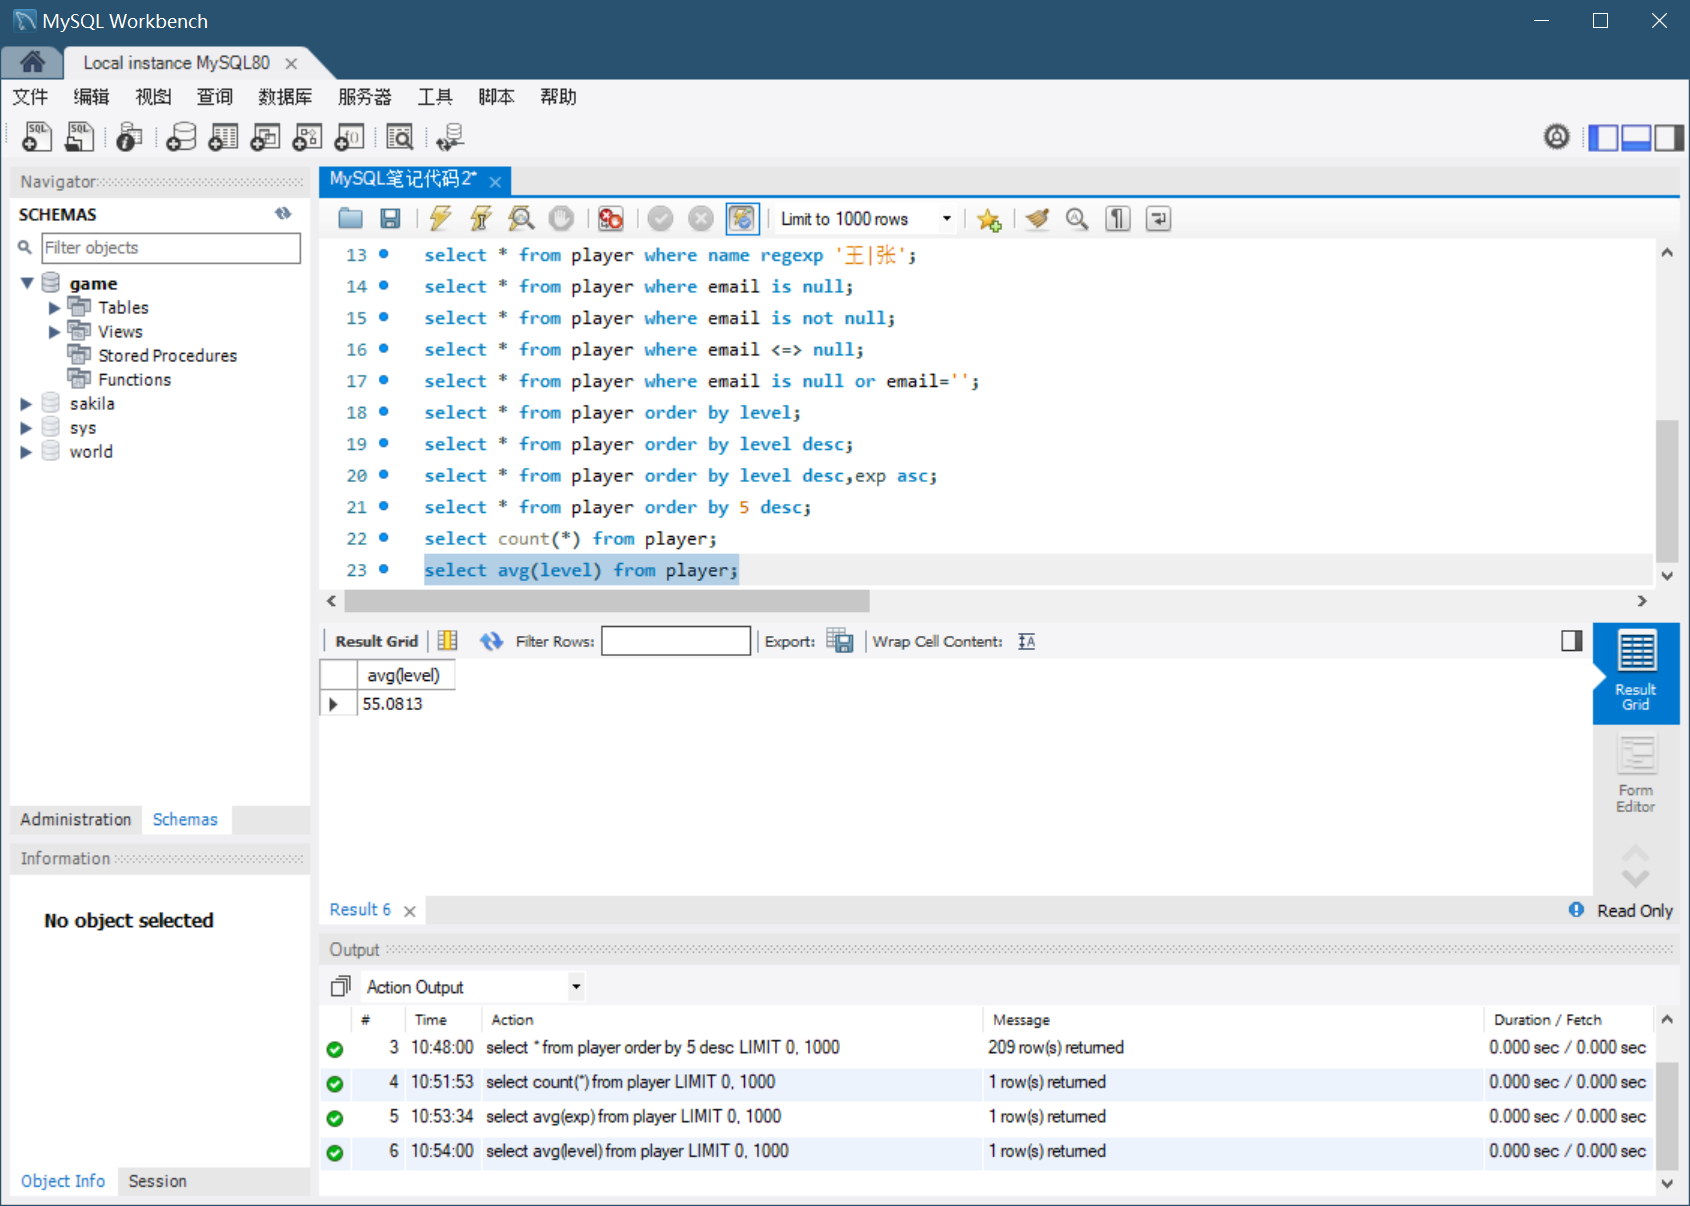 MySQL Workbench
Local instance MySQL80
文件 编辑 视图 查询 数据库 服务器 工具 脚本 帮助
Navigator
SCHEMAS
Filter objects
game
Tables
Views
Stored Procedures
Functions
sakila
sys
world
Administration Schemas
Information
No object selected
Object Info Session
MySQL笔记代码2*
Limit to 1000 rows
13 select * from player where name regexp '王|张';
14 select * from player where email is null;
15 select * from player where email is not null;
16 select * from player where email <=> null;
17 select * from player where email is null or email='';
18 select * from player order by level;
19 select * from player order by level desc;
20 select * from player order by level desc,exp asc;
21 select * from player order by 5 desc;
22 select count(*) from player;
23 select avg(level) from player;
Result Grid Filter Rows: Export: Wrap Cell Content:
avg(level)
55.0813
Result
Grid
Form
Editor
Result 6
Read Only
Output
Action Output
# Time Action Message Duration / Fetch
3 10:48:00 select * from player order by 5 desc LIMIT 0, 1000 209 row(s) returned 0.000 sec / 0.000 sec
4 10:51:53 select count(*) from player LIMIT 0, 1000 1 row(s) returned 0.000 sec / 0.000 sec
5 10:53:34 select avg(exp) from player LIMIT 0, 1000 1 row(s) returned 0.000 sec / 0.000 sec
6 10:54:00 select avg(level) from player LIMIT 0, 1000 1 row(s) returned 0.000 sec / 0.000 sec